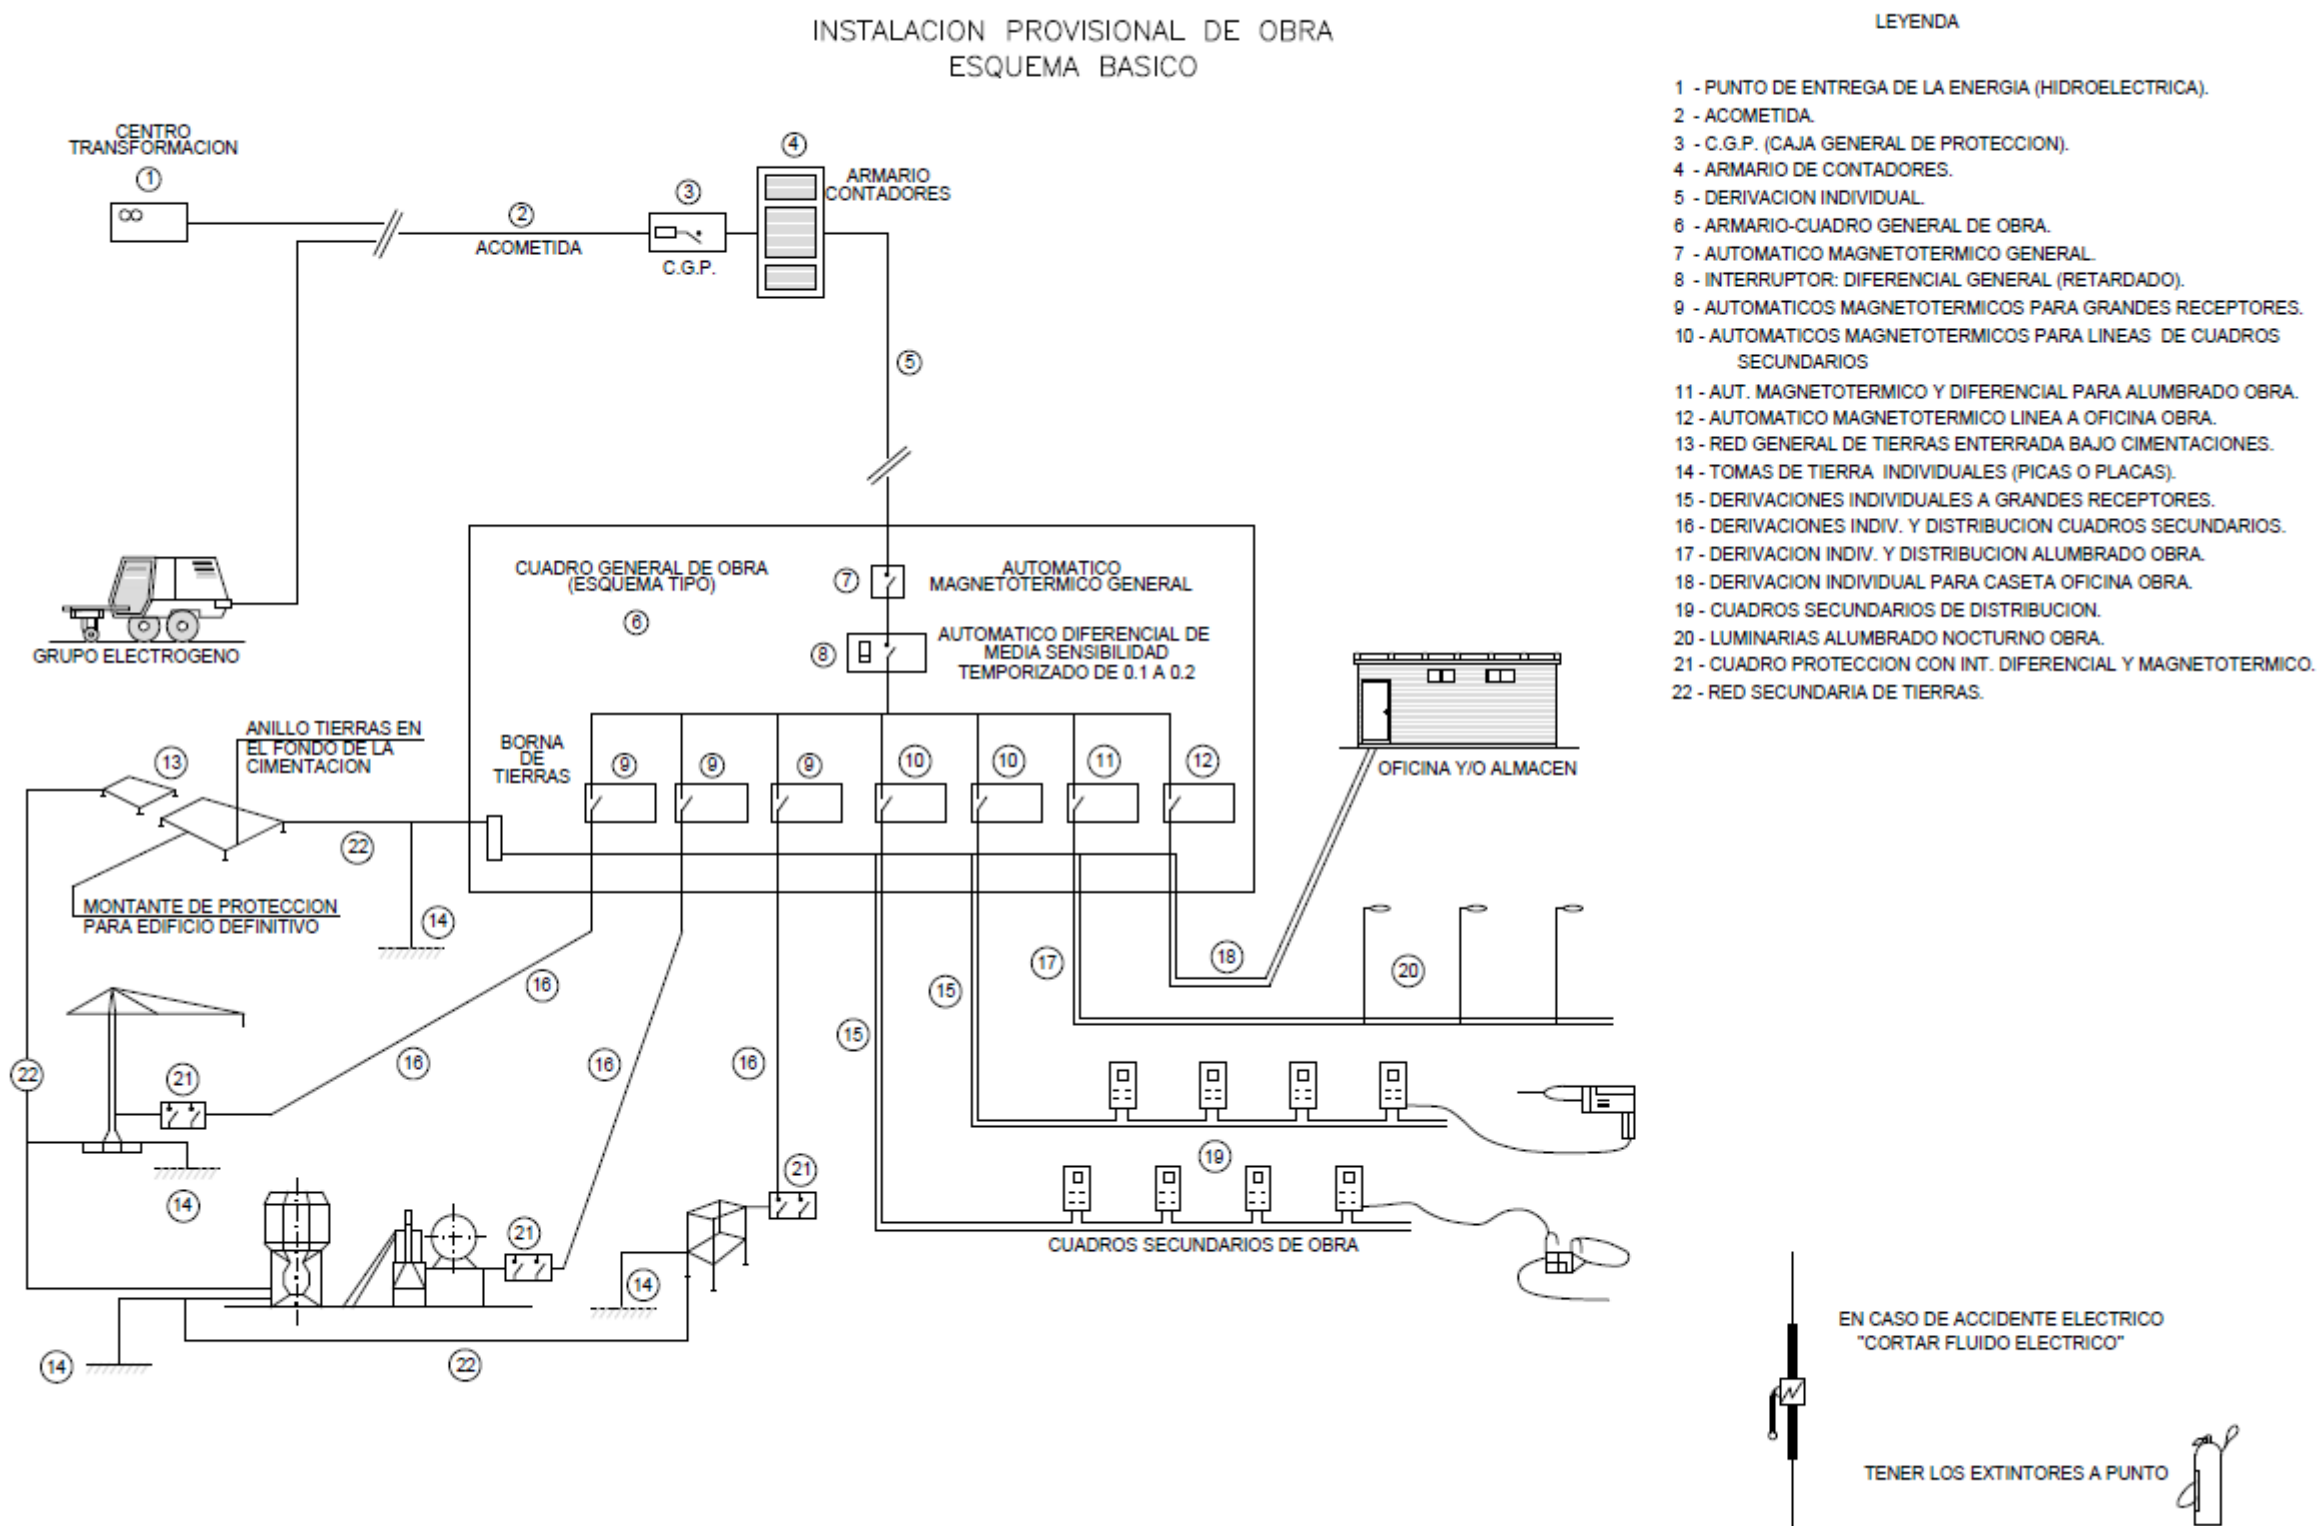 INSTALACION PROVISIONAL DE OBRA
ESQUEMA BASICO
CENTRO
TRANSFORMACION
1
2
ACOMETIDA
3
C.G.P.
4
ARMARIO
CONTADORES
5
GRUPO ELECTROGENO
CUADRO GENERAL DE OBRA
(ESQUEMA TIPO)
6
7
AUTOMATICO
MAGNETOTERMICO GENERAL
8
AUTOMATICO DIFERENCIAL DE
MEDIA SENSIBILIDAD
TEMPORIZADO DE 0.1 A 0.2
BORNA
DE
TIERRAS
9
9
9
10
10
11
12
OFICINA Y/O ALMACEN
ANILLO TIERRAS EN
EL FONDO DE LA
CIMENTACION
13
22
MONTANTE DE PROTECCION
PARA EDIFICIO DEFINITIVO
14
16
15
17
18
20
15
22
21
16
16
16
14
19
21
21
14
CUADROS SECUNDARIOS DE OBRA
14
22
LEYENDA
1 - PUNTO DE ENTREGA DE LA ENERGIA (HIDROELECTRICA).
2 - ACOMETIDA.
3 - C.G.P. (CAJA GENERAL DE PROTECCION).
4 - ARMARIO DE CONTADORES.
5 - DERIVACION INDIVIDUAL.
6 - ARMARIO-CUADRO GENERAL DE OBRA.
7 - AUTOMATICO MAGNETOTERMICO GENERAL.
8 - INTERRUPTOR: DIFERENCIAL GENERAL (RETARDADO).
9 - AUTOMATICOS MAGNETOTERMICOS PARA GRANDES RECEPTORES.
10 - AUTOMATICOS MAGNETOTERMICOS PARA LINEAS DE CUADROS
SECUNDARIOS
11 - AUT. MAGNETOTERMICO Y DIFERENCIAL PARA ALUMBRADO OBRA.
12 - AUTOMATICO MAGNETOTERMICO LINEA A OFICINA OBRA.
13 - RED GENERAL DE TIERRAS ENTERRADA BAJO CIMENTACIONES.
14 - TOMAS DE TIERRA INDIVIDUALES (PICAS O PLACAS).
15 - DERIVACIONES INDIVIDUALES A GRANDES RECEPTORES.
16 - DERIVACIONES INDIV. Y DISTRIBUCION CUADROS SECUNDARIOS.
17 - DERIVACION INDIV. Y DISTRIBUCION ALUMBRADO OBRA.
18 - DERIVACION INDIVIDUAL PARA CASETA OFICINA OBRA.
19 - CUADROS SECUNDARIOS DE DISTRIBUCION.
20 - LUMINARIAS ALUMBRADO NOCTURNO OBRA.
21 - CUADRO PROTECCION CON INT. DIFERENCIAL Y MAGNETOTERMICO.
22 - RED SECUNDARIA DE TIERRAS.
EN CASO DE ACCIDENTE ELECTRICO
"CORTAR FLUIDO ELECTRICO"
TENER LOS EXTINTORES A PUNTO